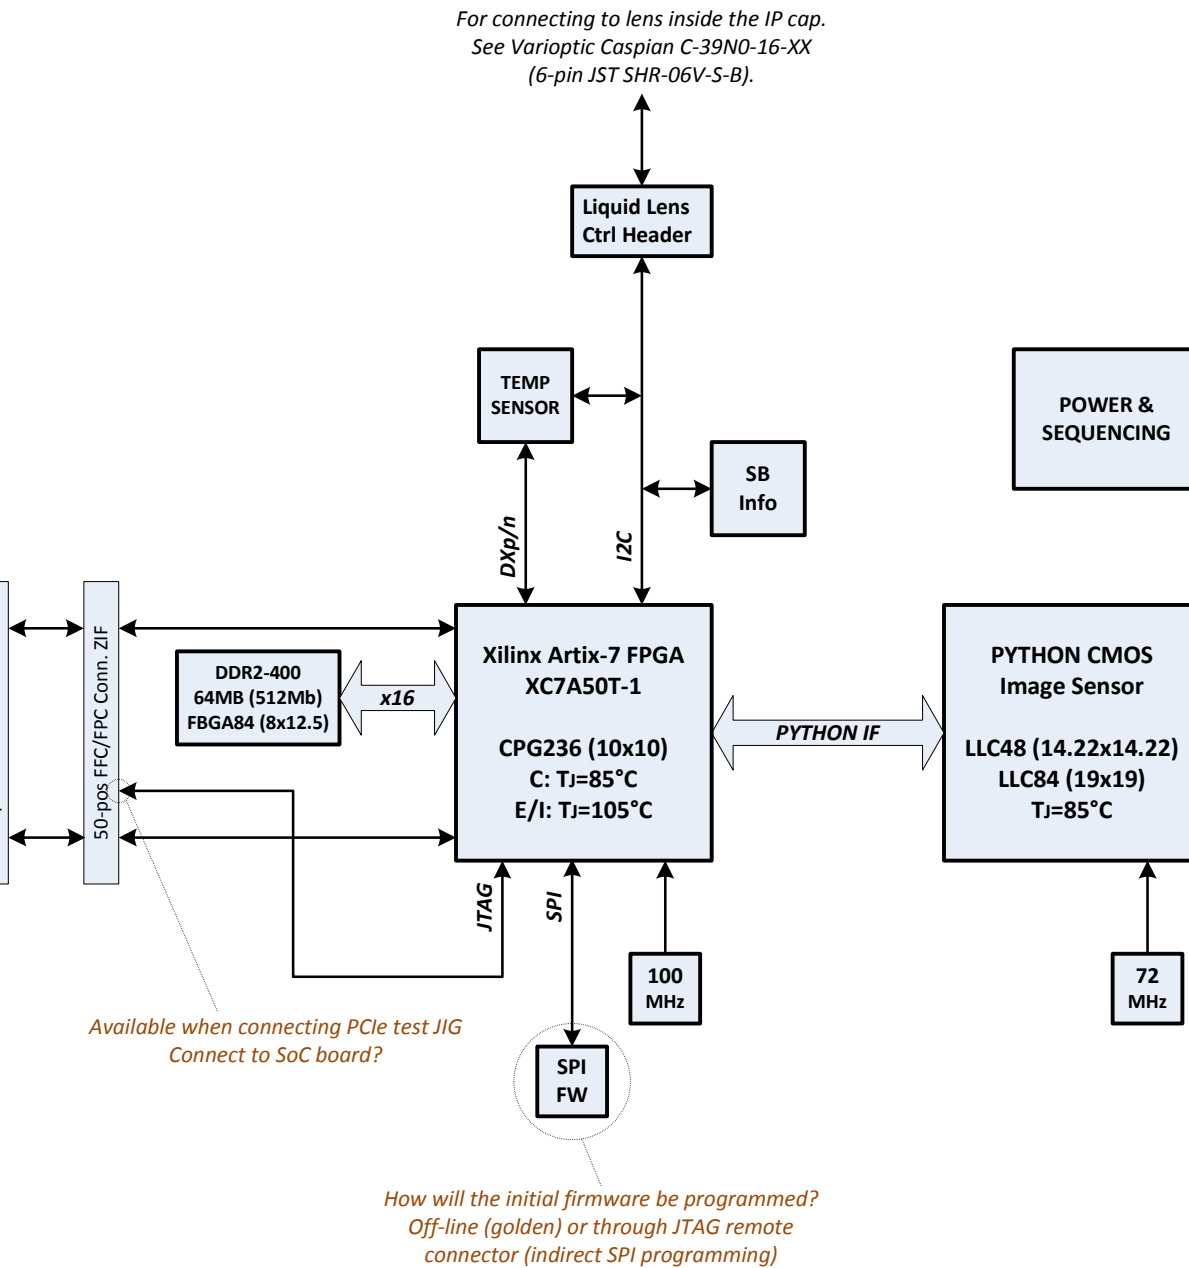 For connecting to lens inside the IP cap.
See Varioptic Caspian C-39N0-16-XX
(6-pin JST SHR-06V-S-B).
Liquid Lens
Ctrl Header
TEMP
SENSOR
POWER &
SEQUENCING
SB
Info
DXp/n
I2C
50-pos FFC/FPC Conn. ZIF
DDR2-400
64MB (512Mb)
FBGA84 (8x12.5)
x16
Xilinx Artix-7 FPGA
XC7A50T-1
CPG236 (10x10)
C: TJ=85°C
E/I: TJ=105°C
PYTHON IF
PYTHON CMOS
Image Sensor
LLC48 (14.22x14.22)
LLC84 (19x19)
TJ=85°C
JTAG
SPI
100
MHz
72
MHz
Available when connecting PCIe test JIG
Connect to SoC board?
SPI
FW
How will the initial firmware be programmed?
Off-line (golden) or through JTAG remote
connector (indirect SPI programming)